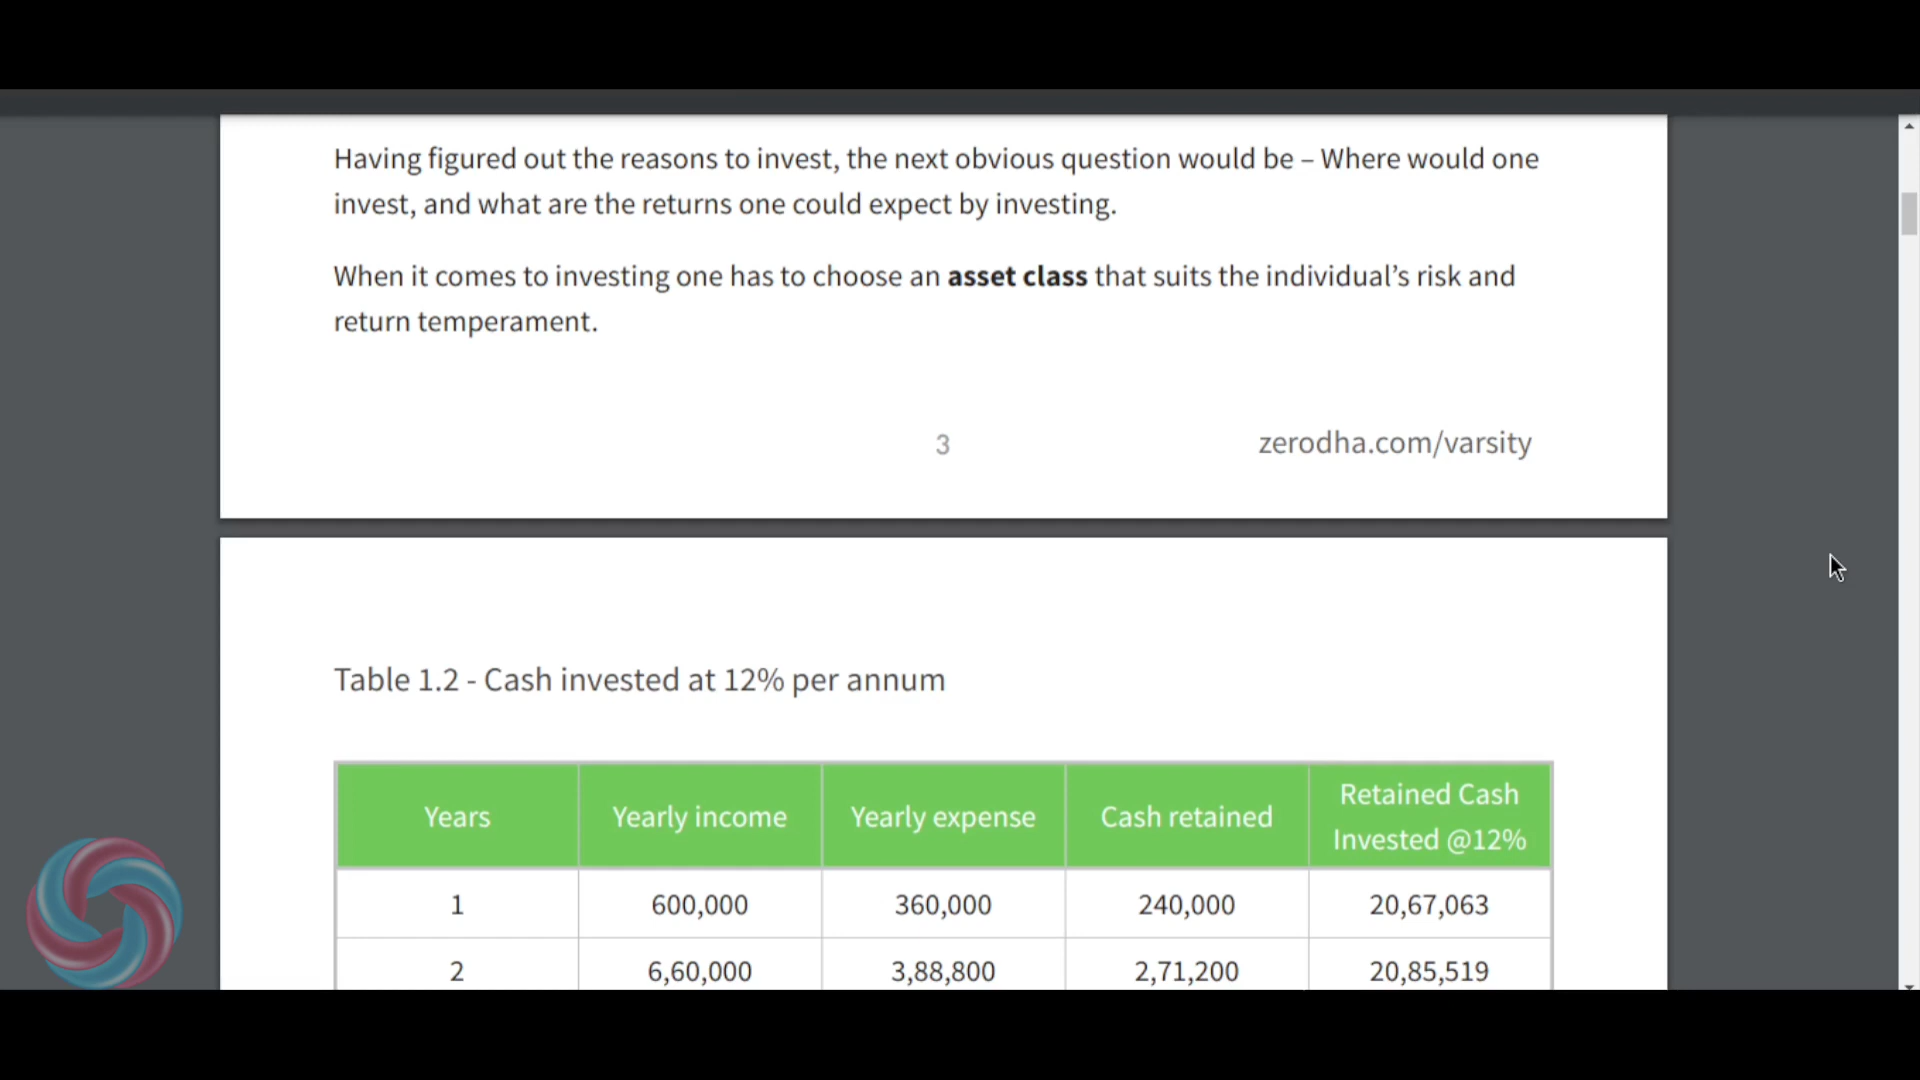 Having figured out the reasons to invest, the next obvious question would be – Where would one
invest, and what are the returns one could expect by investing.
When it comes to investing one has to choose an asset class that suits the individual’s risk and
return temperament.
3
zerodha.com/varsity
Table 1.2 - Cash invested at 12% per annum
Years
Yearly income
Yearly expense
Cash retained
Retained Cash
Invested @12%
1
600,000
360,000
240,000
20,67,063
2
6,60,000
3,88,800
2,71,200
20,85,519